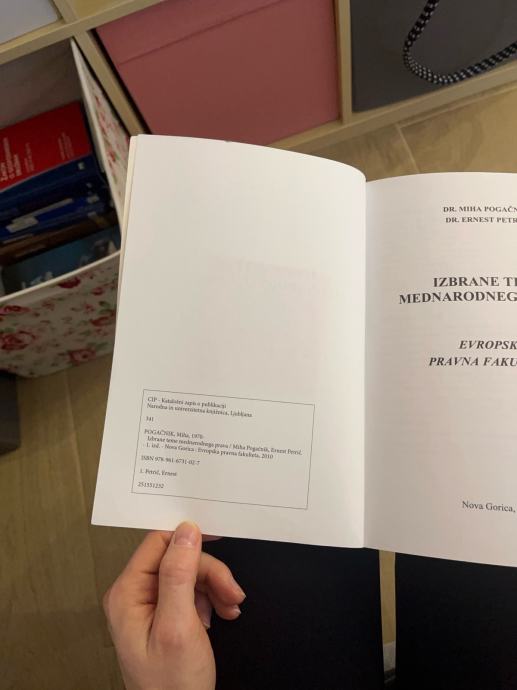 CIP - Kataložni zapis o publikaciji
Narodna in univerzitetna knjižnica, Ljubljana
341
POGAČNIK, Miha, 1970-
Izbrane teme mednarodnega prava / Miha Pogačnik, Ernest Petrič.
- 1. izd. - Nova Gorica : Evropska pravna fakulteta, 2010
ISBN 978-961-6731-02-7
1. Petrič, Ernest
251551232
DR. MIHA POGAČN
DR. ERNEST PETR
IZBRANE TE
MEDNARODNEG
EVROPSK
PRAVNA FAKU
Nova Gorica,